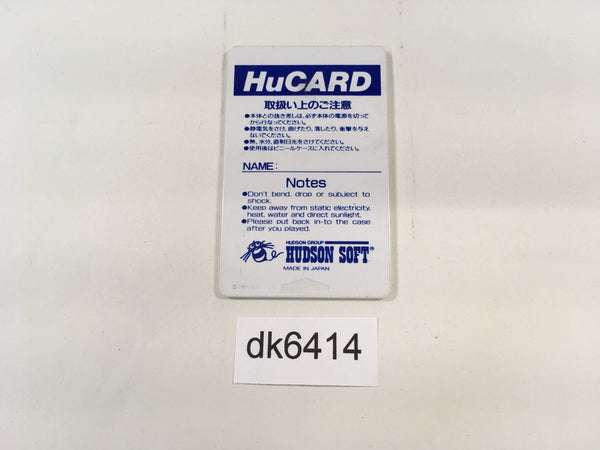 HuCARD
取扱い上のご注意
●本体との抜き差しは、必ず本体の電源を切って
から行なってください。
●静電気をさけ、曲げたり、落したり、衝撃を与え
ないでください。
●熱、水分、直射日光をさけてください。
●使用後はビニールケースに入れてください。
NAME:
Notes
●Don't bend, drop or subject to
shock.
●Keep away from static electricity,
heat, water and direct sunlight.
●Please put back in-to the case
after you played.
HUDSON GROUP
HUDSON SOFT®
MADE IN JAPAN
dk6414